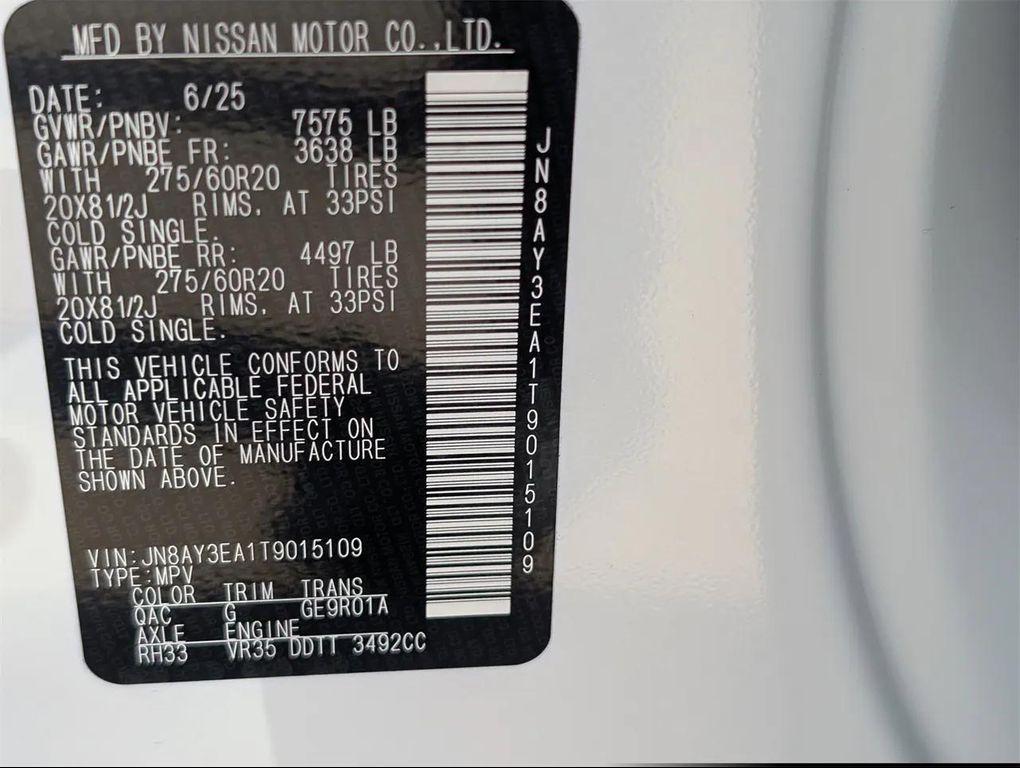 MFD BY NISSAN MOTOR CO.,LTD.
DATE: 6/25
GVWR/PNBV: 7575 LB
GAWR/PNBE FR: 3638 LB
WITH 275/60R20 TIRES
20X81/2J RIMS, AT 33PSI
COLD SINGLE.
GAWR/PNBE RR: 4497 LB
WITH 275/60R20 TIRES
20X81/2J RIMS. AT 33PSI
COLD SINGLE.
THIS VEHICLE CONFORMS TO
ALL APPLICABLE FEDERAL
MOTOR VEHICLE SAFETY
STANDARDS IN EFFECT ON
THE DATE OF MANUFACTURE
SHOWN ABOVE.
VIN:JN8AY3EA1T9015109
TYPE:MPV
COLOR TRIM TRANS
QAC G GE9R01A
AXLE ENGINE
RH33 VR35 DDTT 3492CC
JN8AY3EA1T9015109